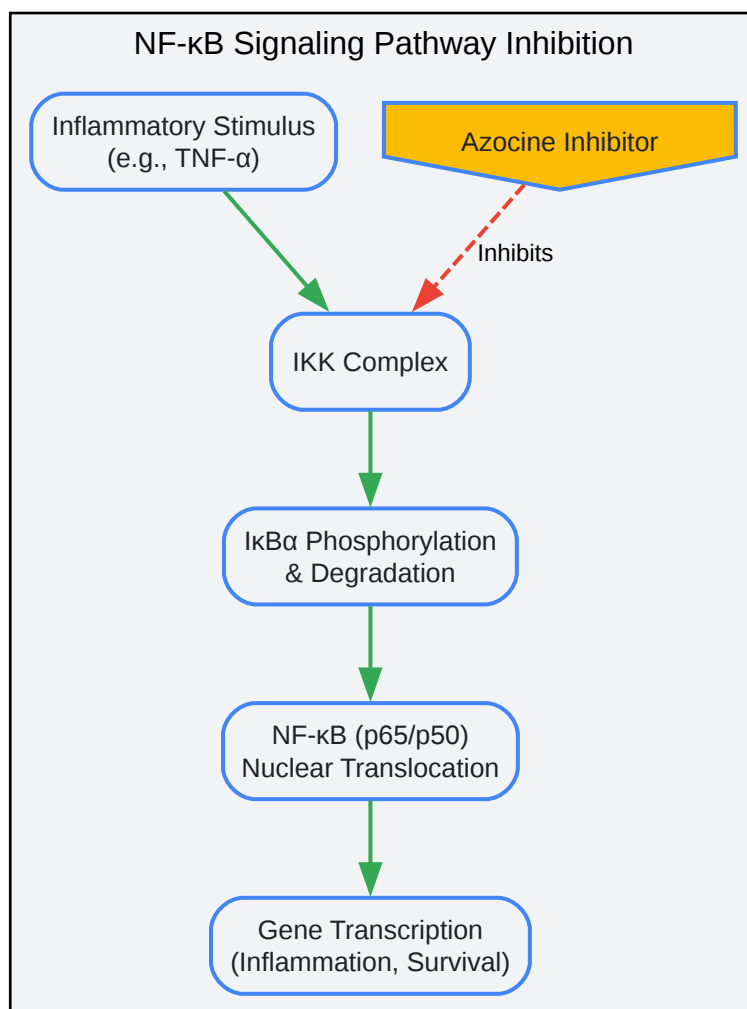 NF-κB Signaling Pathway Inhibition
Inflammatory Stimulus
(e.g., TNF-α)
Azocine Inhibitor
Inhibits
IKK Complex
IκBα Phosphorylation
& Degradation
NF-κB (p65/p50)
Nuclear Translocation
Gene Transcription
(Inflammation, Survival)